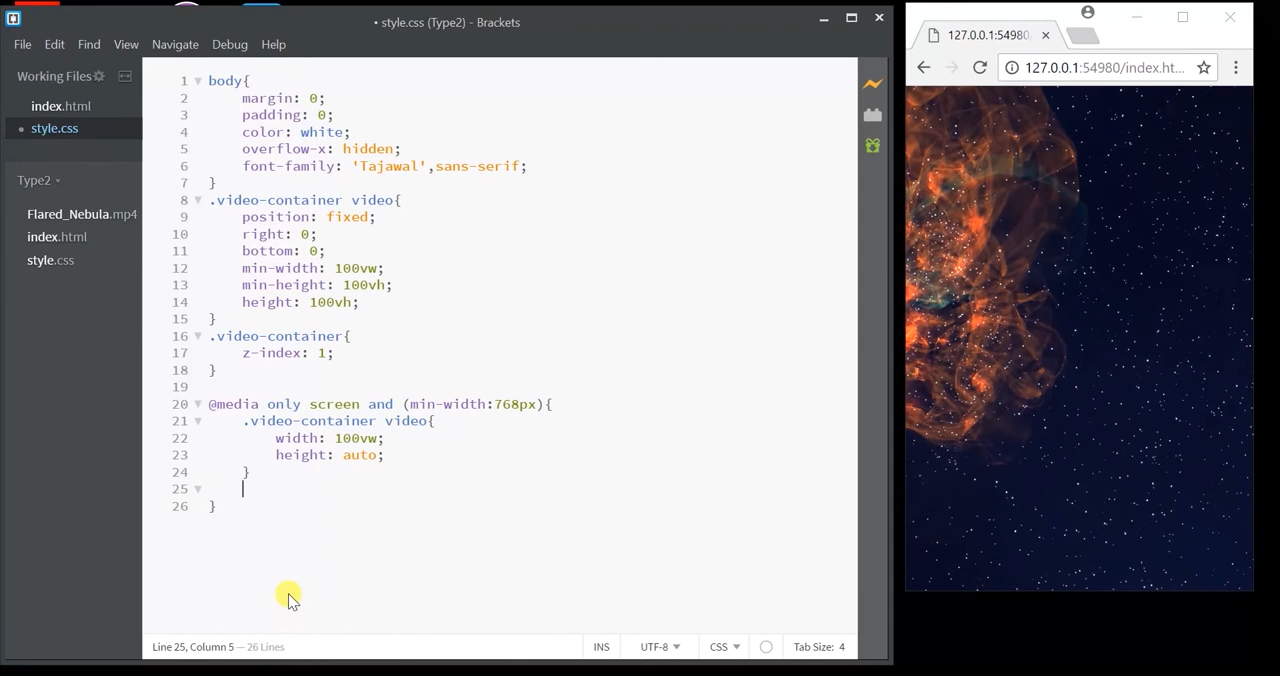 • style.css (Type2) - Brackets
File Edit Find View Navigate Debug Help
Working Files
index.html
• style.css
Type2
Flared_Nebula.mp4
index.html
style.css
1 body{
2 margin: 0;
3 padding: 0;
4 color: white;
5 overflow-x: hidden;
6 font-family: 'Tajawal',sans-serif;
7 }
8 .video-container video{
9 position: fixed;
10 right: 0;
11 bottom: 0;
12 min-width: 100vw;
13 min-height: 100vh;
14 height: 100vh;
15 }
16 .video-container{
17 z-index: 1;
18 }
19
20 @media only screen and (min-width:768px){
21 .video-container video{
22 width: 100vw;
23 height: auto;
24 }
25
26 }
Line 25, Column 5 — 26 Lines
INS UTF-8 CSS Tab Size: 4
127.0.0.1:54980
127.0.0.1:54980/index.ht...